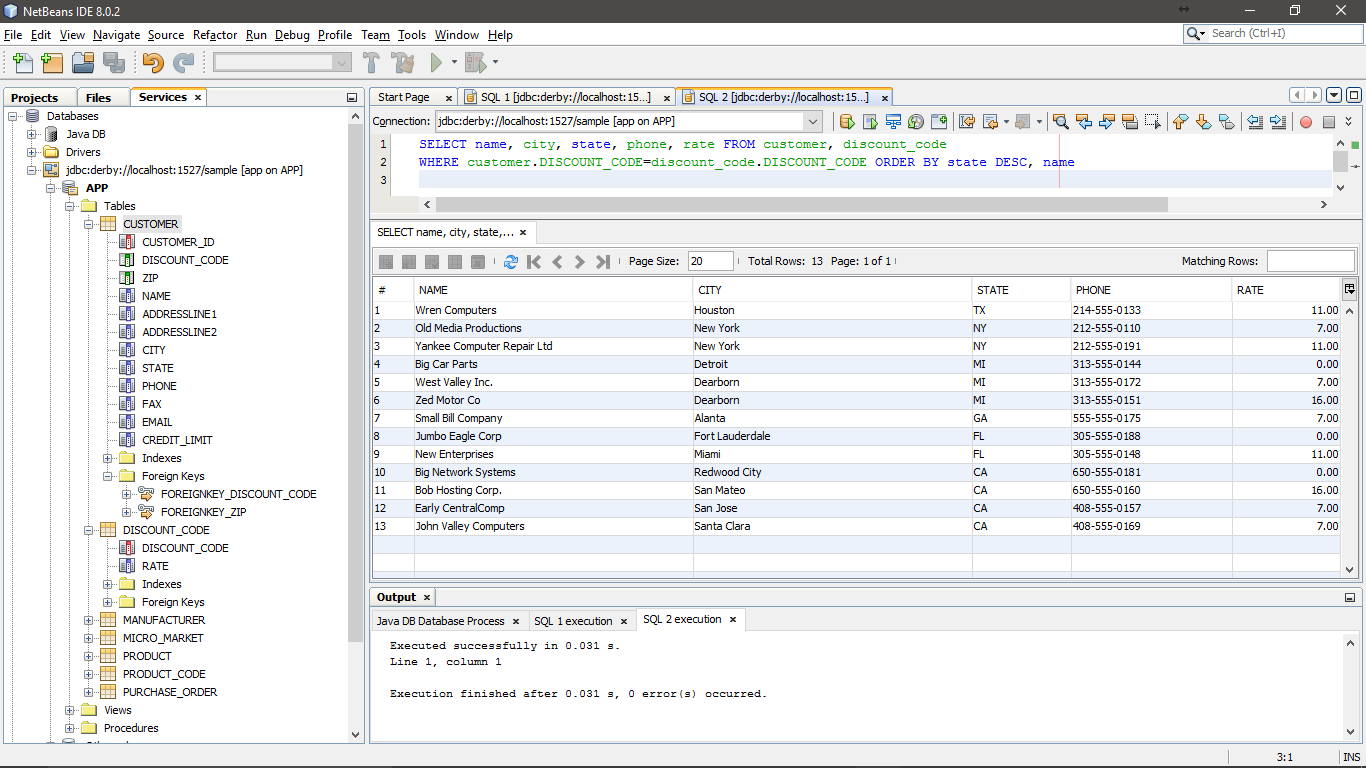 NetBeans IDE 8.0.2
File Edit View Navigate Source Refactor Run Debug Profile Team Tools Window Help
Search (Ctrl+I)
Projects Files Services
Databases
Java DB
Drivers
jdbc:derby://localhost:1527/sample [app on APP]
APP
Tables
CUSTOMER
CUSTOMER_ID
DISCOUNT_CODE
ZIP
NAME
ADDRESSLINE1
ADDRESSLINE2
CITY
STATE
PHONE
FAX
EMAIL
CREDIT_LIMIT
Indexes
Foreign Keys
FOREIGNKEY_DISCOUNT_CODE
FOREIGNKEY_ZIP
DISCOUNT_CODE
DISCOUNT_CODE
RATE
Indexes
Foreign Keys
MANUFACTURER
MICRO_MARKET
PRODUCT
PRODUCT_CODE
PURCHASE_ORDER
Views
Procedures
Start Page SQL 1 [jdbc:derby://localhost:15...] SQL 2 [jdbc:derby://localhost:15...]
Connection: jdbc:derby://localhost:1527/sample [app on APP]
1 SELECT name, city, state, phone, rate FROM customer, discount_code
2 WHERE customer.DISCOUNT_CODE=discount_code.DISCOUNT_CODE ORDER BY state DESC, name
3
SELECT name, city, state,...
Page Size: 20 Total Rows: 13 Page: 1 of 1 Matching Rows:
# NAME CITY STATE PHONE RATE
1 Wren Computers Houston TX 214-555-0133 11.00
2 Old Media Productions New York NY 212-555-0110 7.00
3 Yankee Computer Repair Ltd New York NY 212-555-0191 11.00
4 Big Car Parts Detroit MI 313-555-0144 0.00
5 West Valley Inc. Dearborn MI 313-555-0172 7.00
6 Zed Motor Co Dearborn MI 313-555-0151 16.00
7 Small Bill Company Alanta GA 555-555-0175 7.00
8 Jumbo Eagle Corp Fort Lauderdale FL 305-555-0188 0.00
9 New Enterprises Miami FL 305-555-0148 11.00
10 Big Network Systems Redwood City CA 650-555-0181 0.00
11 Bob Hosting Corp. San Mateo CA 650-555-0160 16.00
12 Early CentralComp San Jose CA 408-555-0157 7.00
13 John Valley Computers Santa Clara CA 408-555-0169 7.00
Output
Java DB Database Process SQL 1 execution SQL 2 execution
Executed successfully in 0.031 s.
Line 1, column 1
Execution finished after 0.031 s, 0 error(s) occurred.
3:1 INS